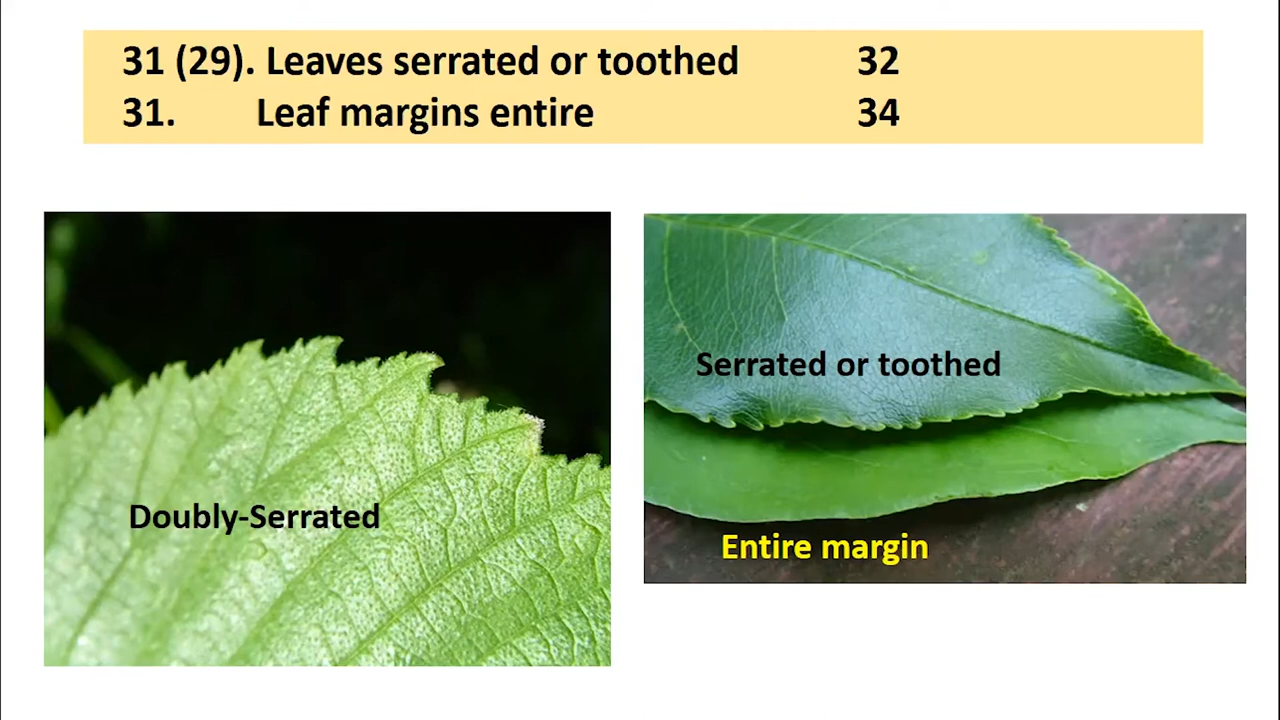 31 (29). Leaves serrated or toothed 32
31. Leaf margins entire 34
Doubly-Serrated
Serrated or toothed
Entire margin